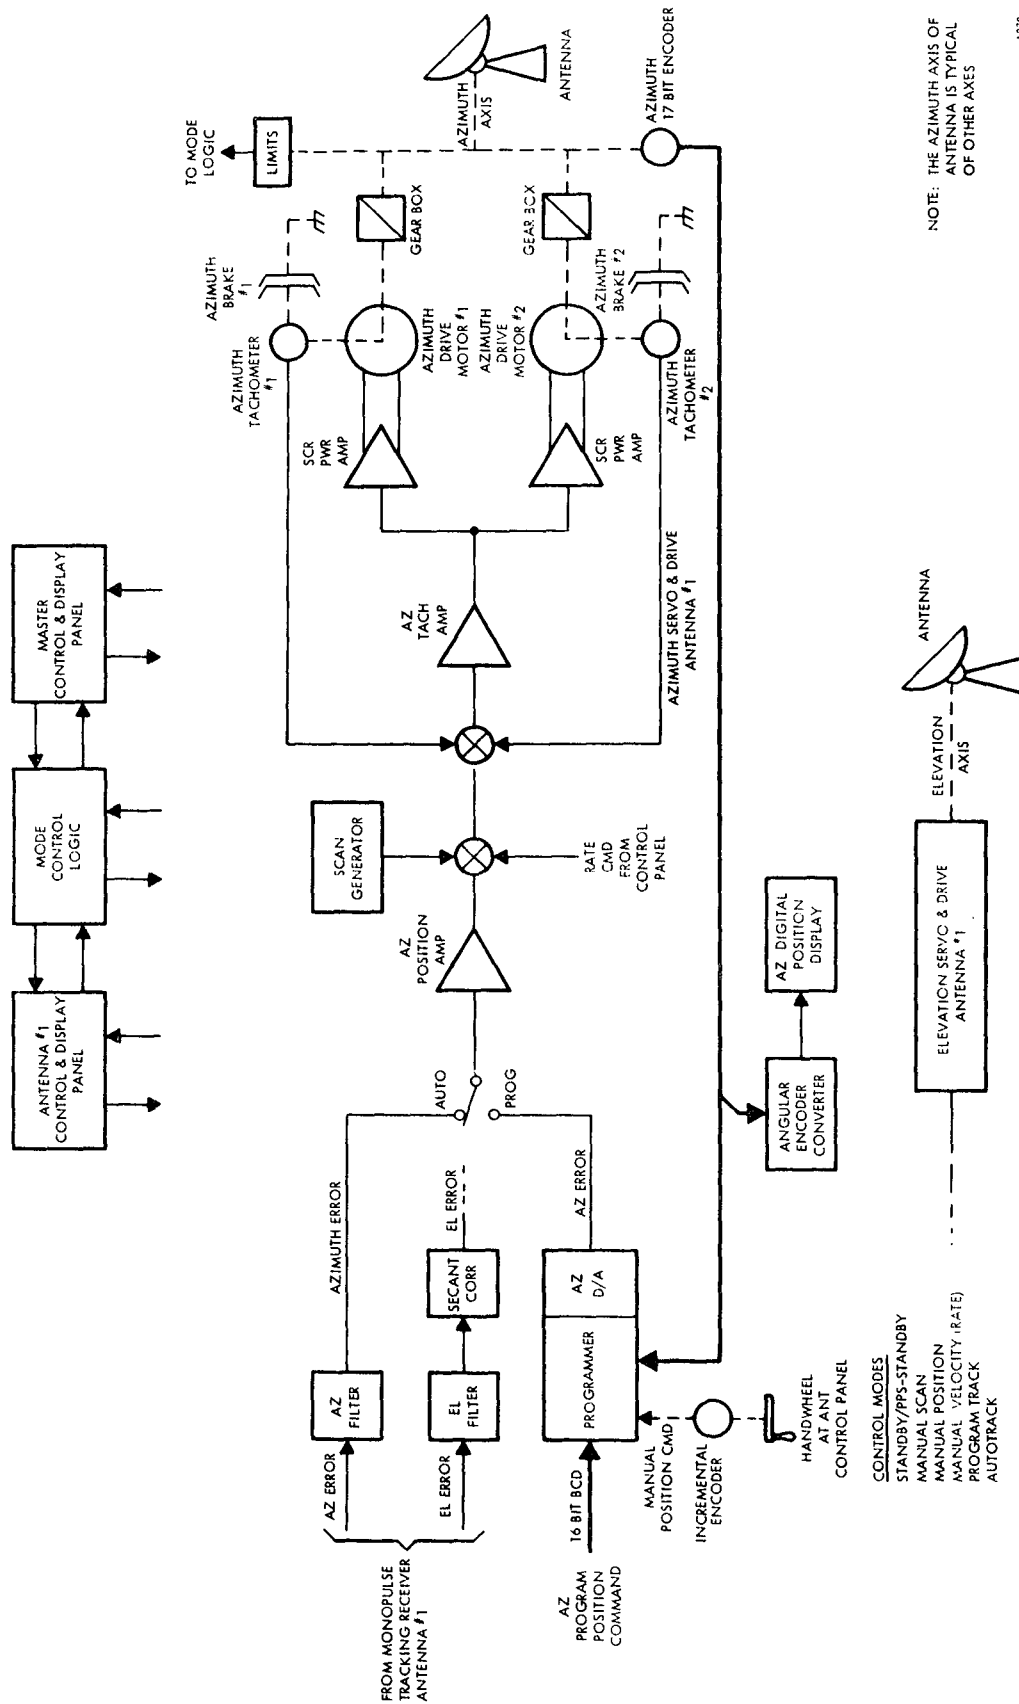 ANTENNA #1
CONTROL & DISPLAY
PANEL
MODE
CONTROL
LOGIC
MASTER
CONTROL & DISPLAY
PANEL
FROM MONOPULSE
TRACKING RECEIVER
ANTENNA #1
AZ ERROR
EL ERROR
AZ
FILTER
EL
FILTER
SECANT
CORR
AZIMUTH ERROR
EL ERROR
AZ
PROGRAM
POSITION
COMMAND
16 BIT BCD
PROGRAMMER
AZ
D/A
AZ ERROR
MANUAL
POSITION CMD
INCREMENTAL
ENCODER
HANDWHEEL
AT ANT
CONTROL PANEL
AUTO
PROG
AZ
POSITION
AMP
SCAN
GENERATOR
RATE
CMD
FROM
CONTROL
PANEL
AZ
TACH
AMP
SCR
PWR
AMP
SCR
PWR
AMP
AZIMUTH
TACHOMETER
#1
AZIMUTH
BRAKE
#1
AZIMUTH
DRIVE
MOTOR #1
AZIMUTH
DRIVE
MOTOR #2
AZIMUTH
BRAKE #2
AZIMUTH
TACHOMETER
#2
GEAR BOX
GEAR BOX
TO MODE
LOGIC
LIMITS
AZIMUTH
AXIS
ANTENNA
AZIMUTH
17 BIT ENCODER
AZIMUTH SERVO & DRIVE
ANTENNA #1
ANGULAR
ENCODER
CONVERTER
AZ DIGITAL
POSITION
DISPLAY
CONTROL MODES
STANDBY/PPS-STANDBY
MANUAL SCAN
MANUAL POSITION
MANUAL VELOCITY (RATE)
PROGRAM TRACK
AUTOTRACK
ELEVATION SERVO & DRIVE
ANTENNA #1
ELEVATION
AXIS
ANTENNA
NOTE: THE AZIMUTH AXIS OF
ANTENNA IS TYPICAL
OF OTHER AXES